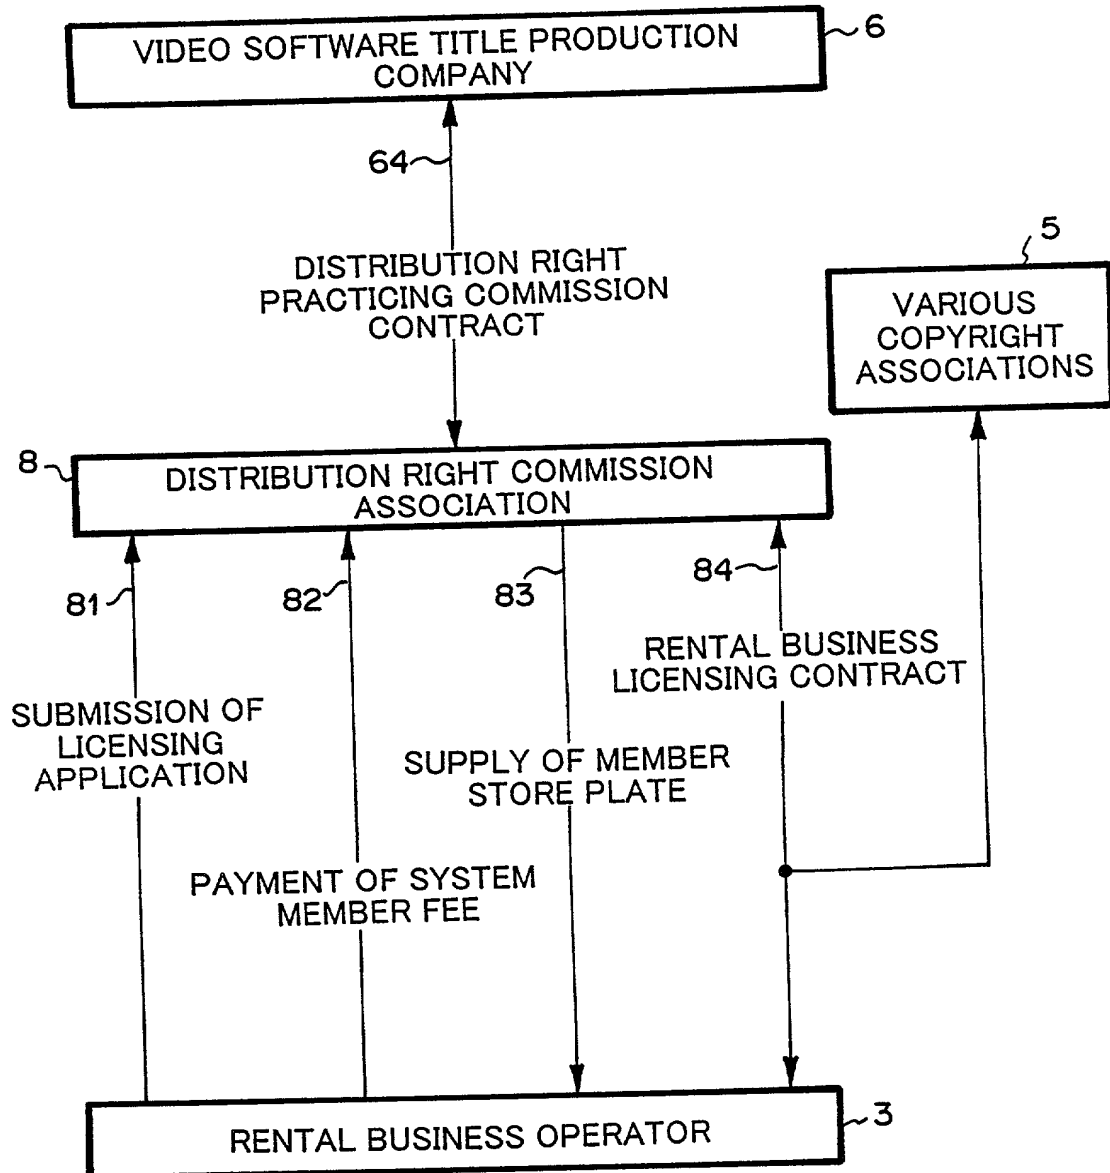 VIDEO SOFTWARE TITLE PRODUCTION
COMPANY
6
64
DISTRIBUTION RIGHT
PRACTICING COMMISSION
CONTRACT
5
VARIOUS
COPYRIGHT
ASSOCIATIONS
8
DISTRIBUTION RIGHT COMMISSION
ASSOCIATION
81
82
83
84
RENTAL BUSINESS
LICENSING CONTRACT
SUBMISSION OF
LICENSING
APPLICATION
SUPPLY OF MEMBER
STORE PLATE
PAYMENT OF SYSTEM
MEMBER FEE
RENTAL BUSINESS OPERATOR
3